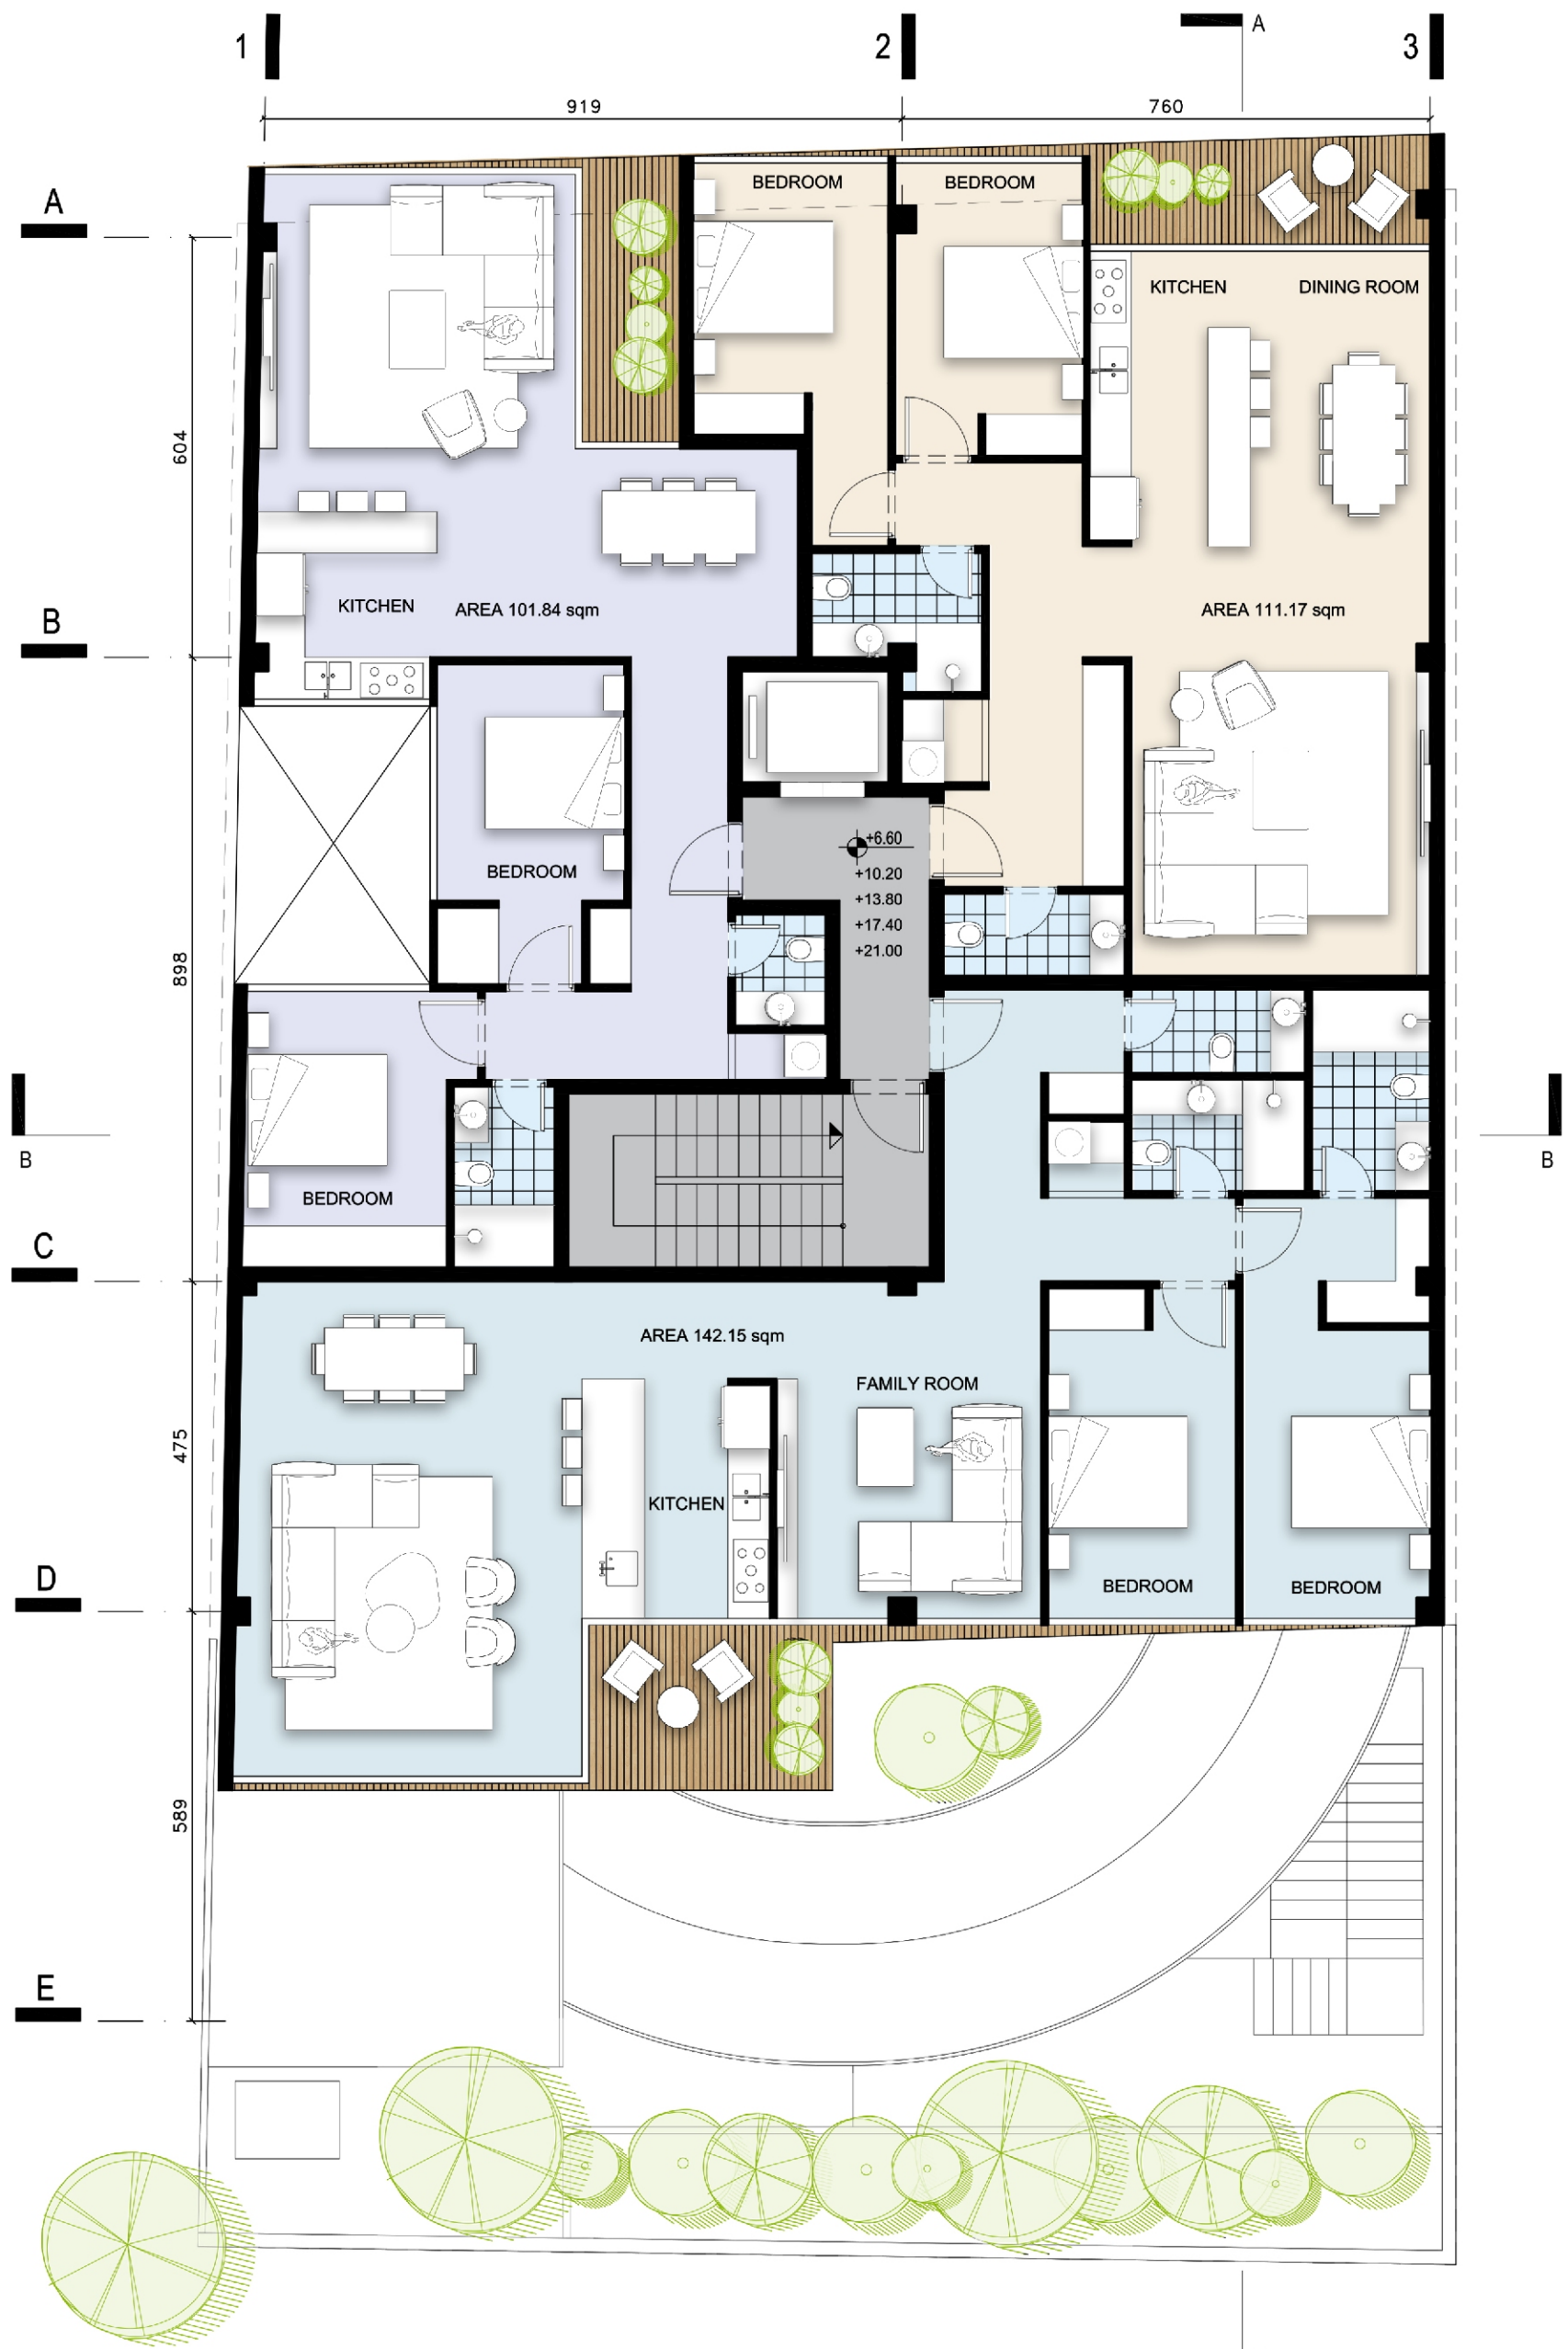 1
2
3
A
919
760
BEDROOM
BEDROOM
A
KITCHEN
DINING ROOM
604
KITCHEN
AREA 101.84 sqm
AREA 111.17 sqm
B
+6.60
+10.20
+13.80
+17.40
+21.00
BEDROOM
898
B
B
BEDROOM
C
AREA 142.15 sqm
FAMILY ROOM
475
KITCHEN
D
BEDROOM
BEDROOM
589
E